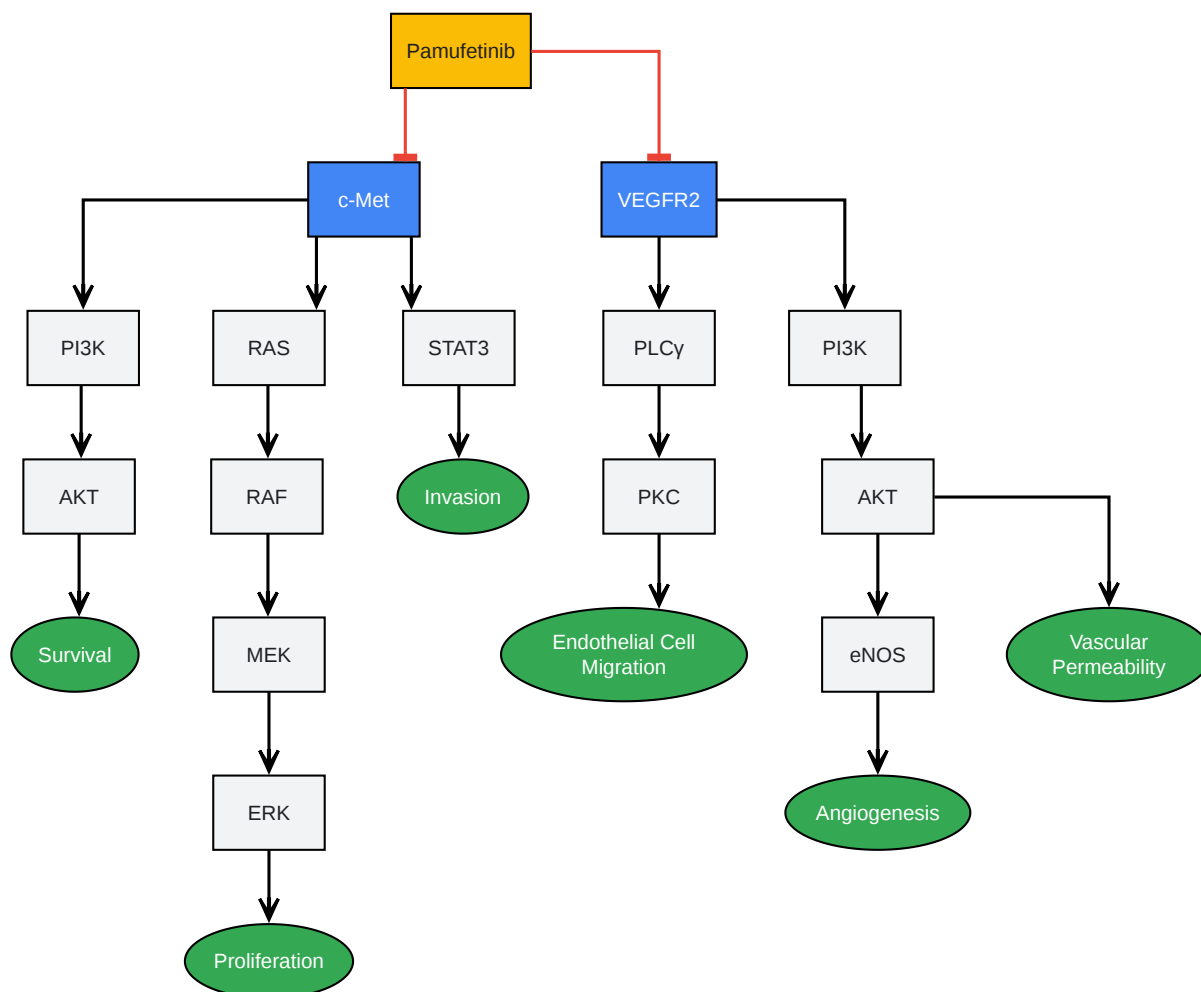 Pamufetinib
c-Met
VEGFR2
PI3K
RAS
STAT3
PLCγ
PI3K
AKT
RAF
Invasion
PKC
AKT
Survival
MEK
Endothelial Cell
Migration
eNOS
Vascular
Permeability
ERK
Angiogenesis
Proliferation